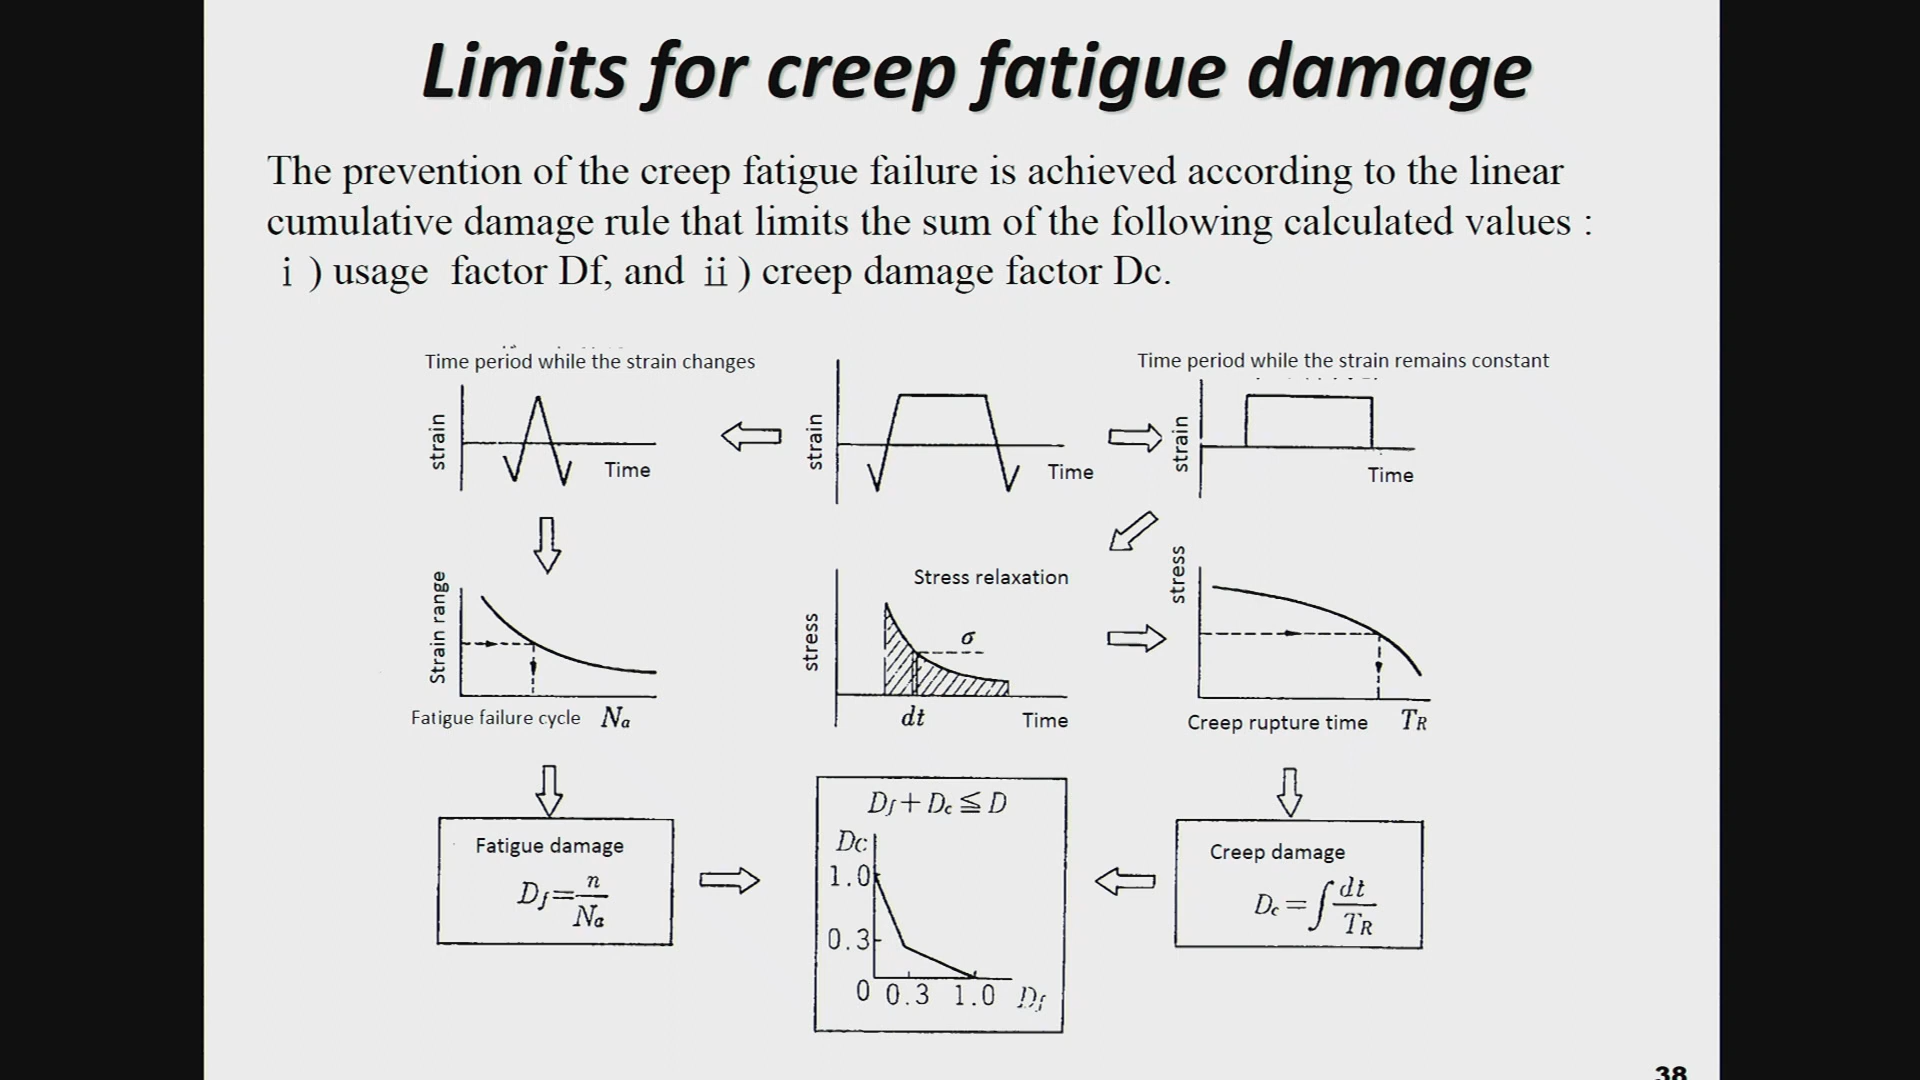 Limits for creep fatigue damage
The prevention of the creep fatigue failure is achieved according to the linear
cumulative damage rule that limits the sum of the following calculated values :
ⅰ ) usage factor Df, and ⅱ ) creep damage factor Dc.
Time period while the strain changes
Time period while the strain remains constant
strain
Time
strain
Time
strain
Time
Strain range
Fatigue failure cycle Na
Stress relaxation
stress
σ
dt
Time
stress
Creep rupture time TR
Fatigue damage
Df=n/Na
Df+Dc≦D
Dc
1.0
0.3
0 0.3 1.0 Df
Creep damage
Dc=∫dt/TR
38